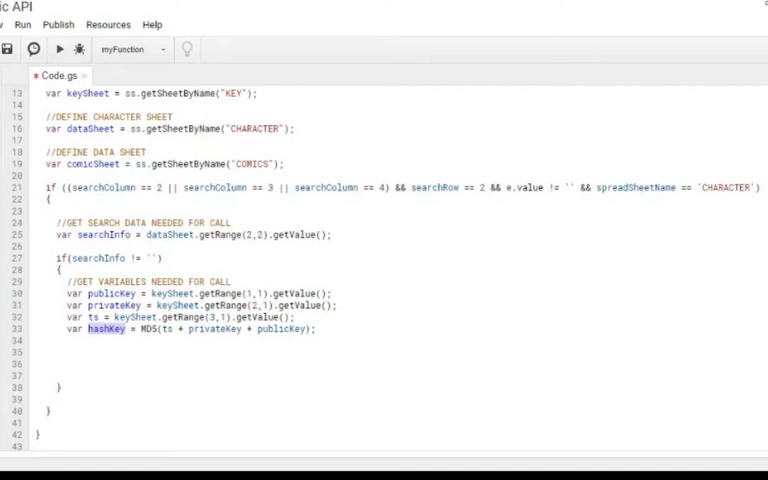 ic API
Run Publish Resources Help
myFunction
* Code.gs ×
13 var keySheet = ss.getSheetByName("KEY");
14
15 //DEFINE CHARACTER SHEET
16 var dataSheet = ss.getSheetByName("CHARACTER");
17
18 //DEFINE DATA SHEET
19 var comicSheet = ss.getSheetByName("COMICS");
20
21 if ((searchColumn == 2 || searchColumn == 3 || searchColumn == 4) && searchRow == 2 && e.value != '' && spreadSheetName == 'CHARACTER')
22 {
23
24 //GET SEARCH DATA NEEDED FOR CALL
25 var searchInfo = dataSheet.getRange(2,2).getValue();
26
27 if(searchInfo != '')
28 {
29 //GET VARIABLES NEEDED FOR CALL
30 var publicKey = keySheet.getRange(1,1).getValue();
31 var privateKey = keySheet.getRange(2,1).getValue();
32 var ts = keySheet.getRange(3,1).getValue();
33 var hashKey = MD5(ts + privateKey + publicKey);
34
35
36
37
38 }
39
40 }
41
42 }
43